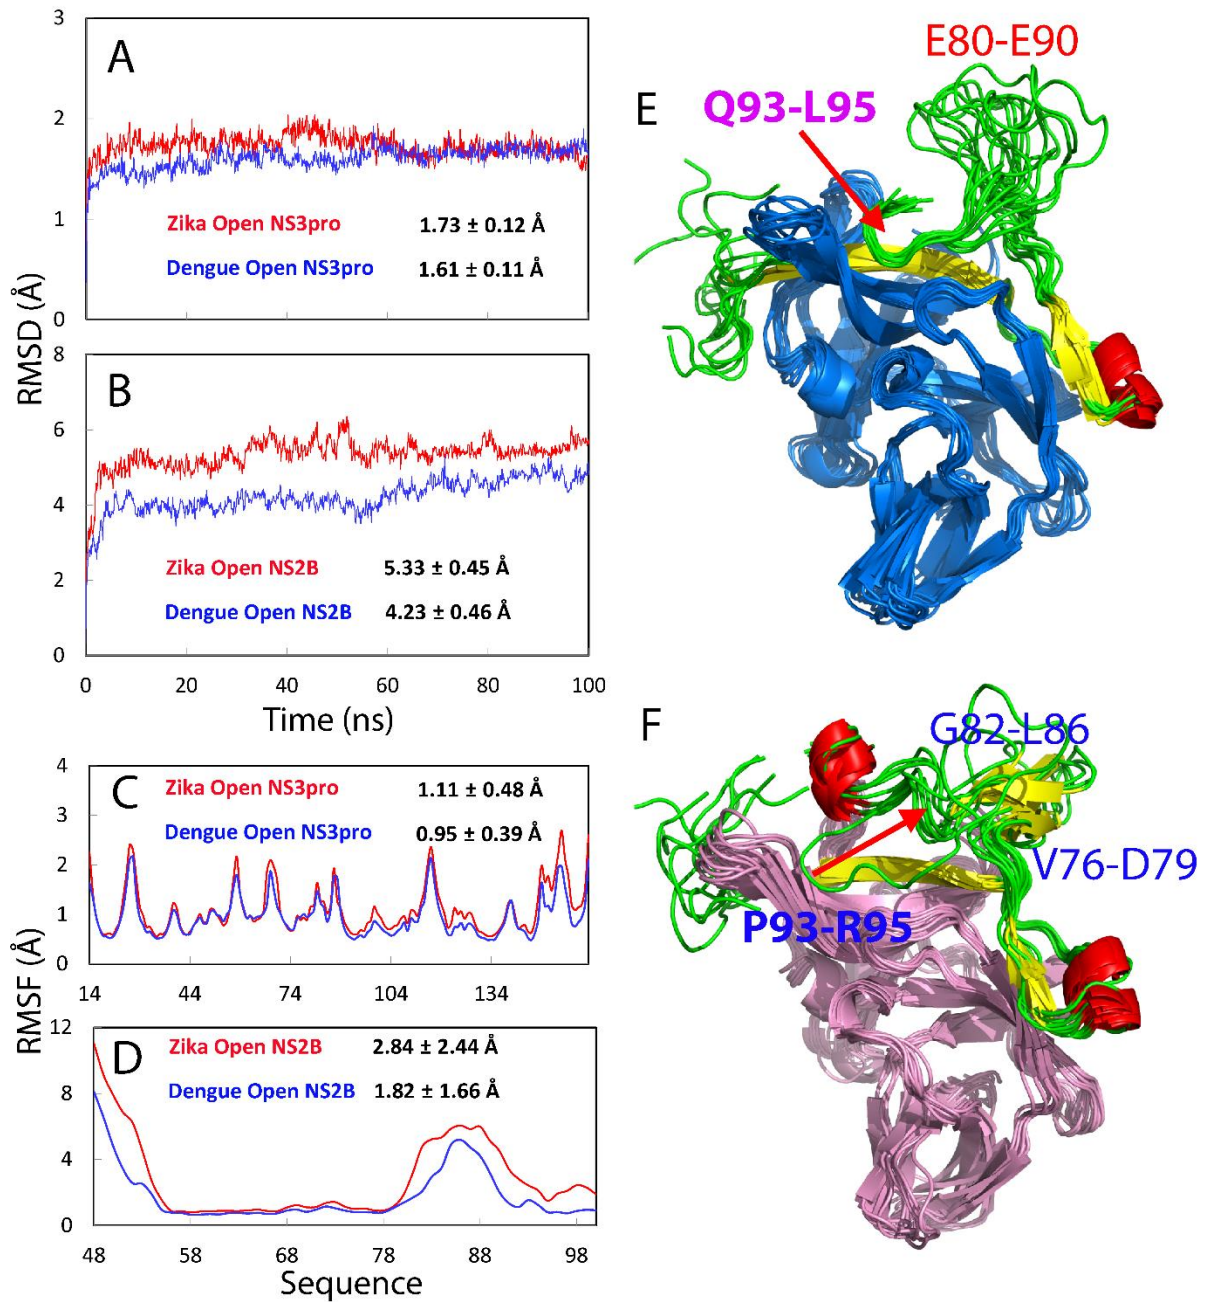 RMSD (Å)
3
2
1
0
A
Zika Open NS3pro 1.73 ± 0.12 Å
Dengue Open NS3pro 1.61 ± 0.11 Å
8
6
4
2
0
B
Zika Open NS2B 5.33 ± 0.45 Å
Dengue Open NS2B 4.23 ± 0.46 Å
0 20 40 60 80 100
Time (ns)
RMSF (Å)
4
3
2
1
0
C
Zika Open NS3pro 1.11 ± 0.48 Å
Dengue Open NS3pro 0.95 ± 0.39 Å
14 44 74 104 134
12
8
4
0
D
Zika Open NS2B 2.84 ± 2.44 Å
Dengue Open NS2B 1.82 ± 1.66 Å
48 58 68 78 88 98
Sequence
E
E80-E90
Q93-L95
F
G82-L86
V76-D79
P93-R95